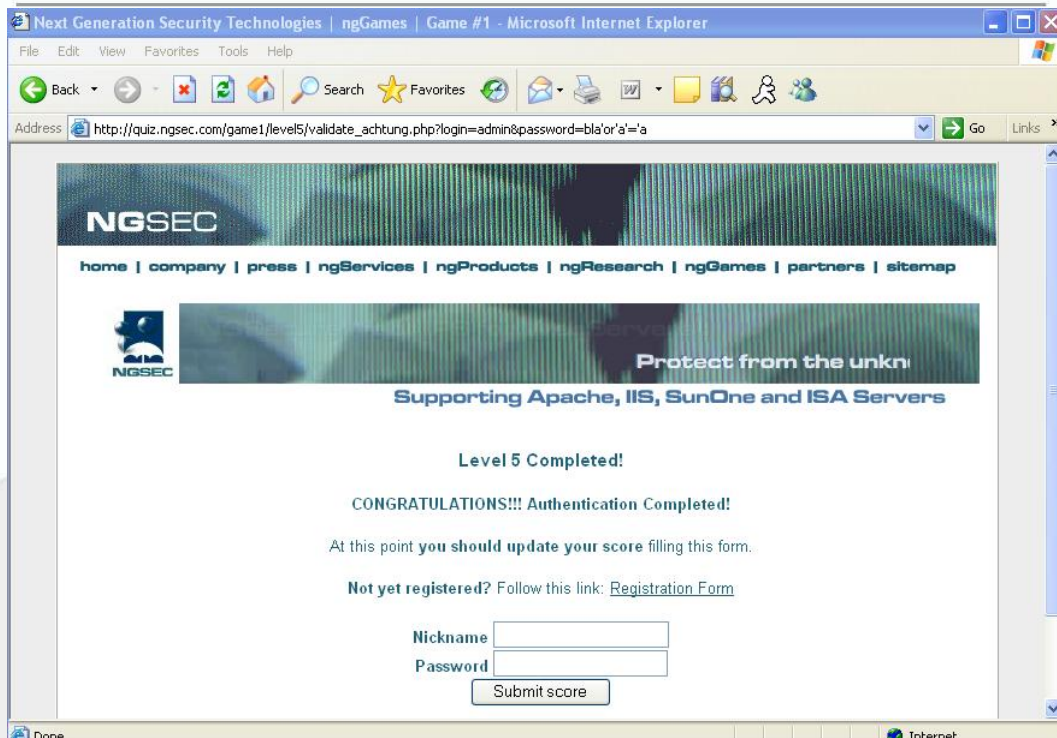 Next Generation Security Technologies | ngGames | Game #1 - Microsoft Internet Explorer
File Edit View Favorites Tools Help
Back Search Favorites
Address http://quiz.ngsec.com/game1/level5/validate_achtung.php?login=admin&password=bla'or'a'='a Go Links »
NGSEC
home | company | press | ngServices | ngProducts | ngResearch | ngGames | partners | sitemap
NGSEC
Protect from the unkn
Supporting Apache, IIS, SunOne and ISA Servers
Level 5 Completed!
CONGRATULATIONS!!! Authentication Completed!
At this point you should update your score filling this form.
Not yet registered? Follow this link: Registration Form
Nickname
Password
Submit score
Done Internet